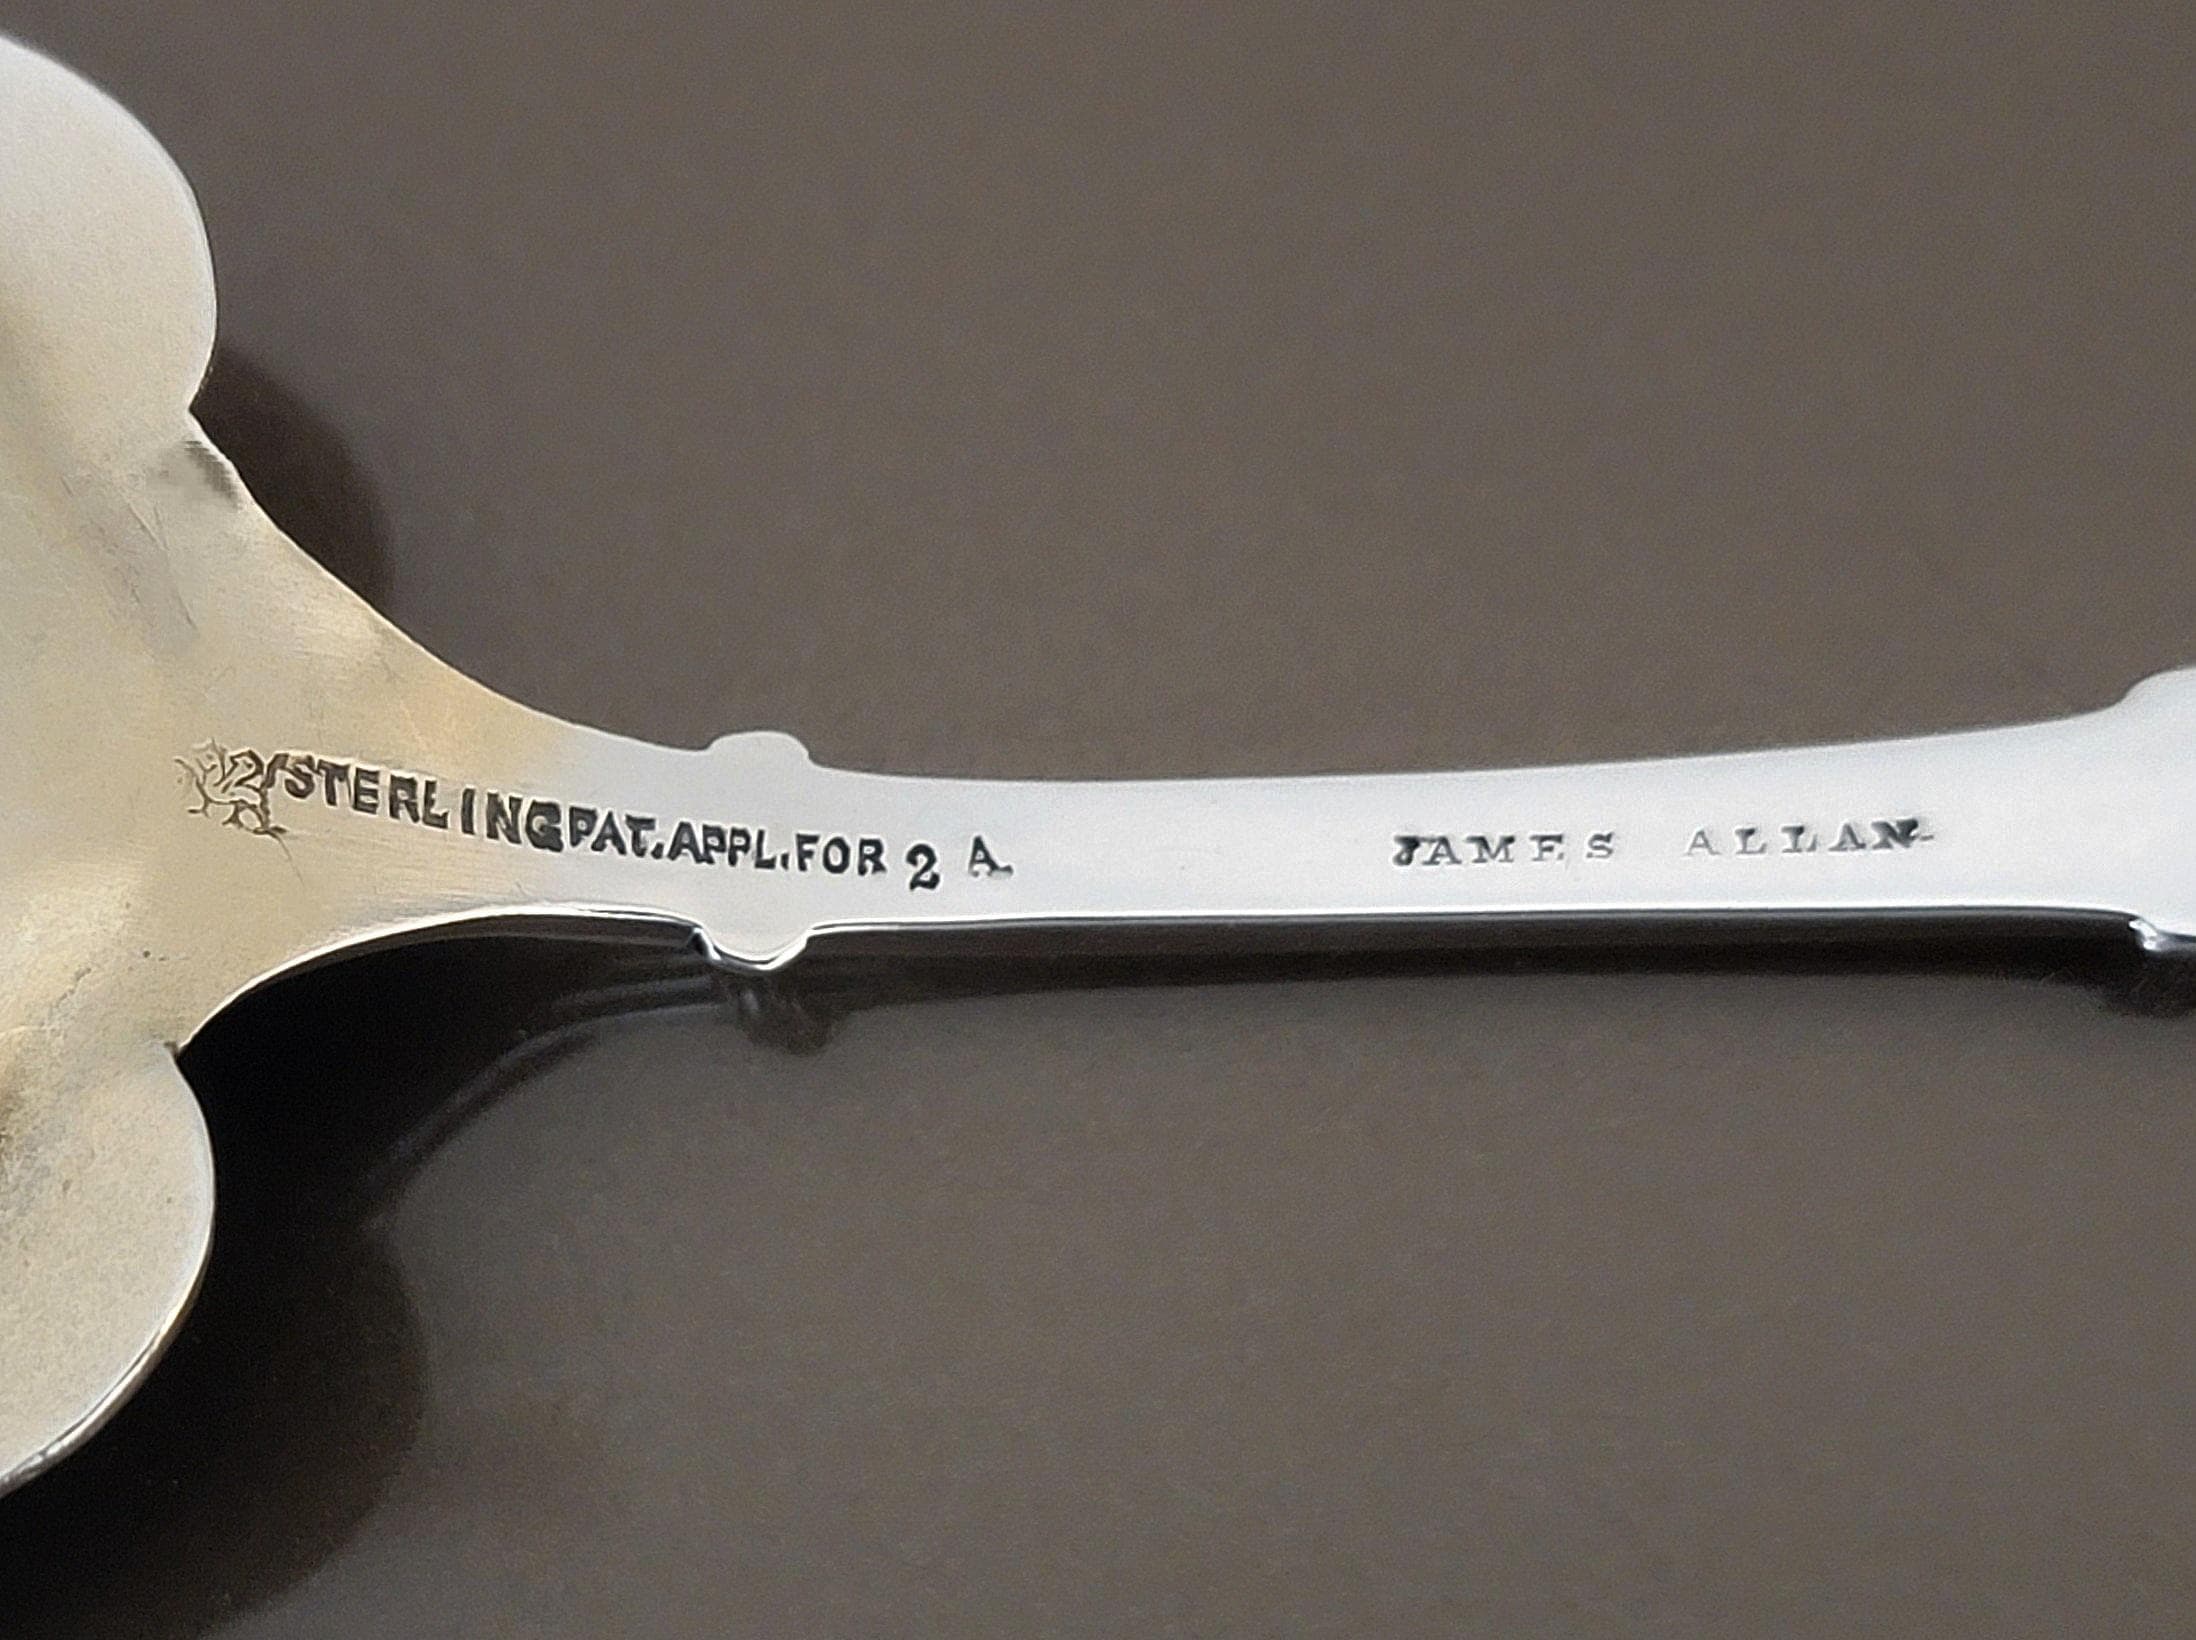 STERLING PAT. APPL. FOR 2 A
JAMES ALLAN